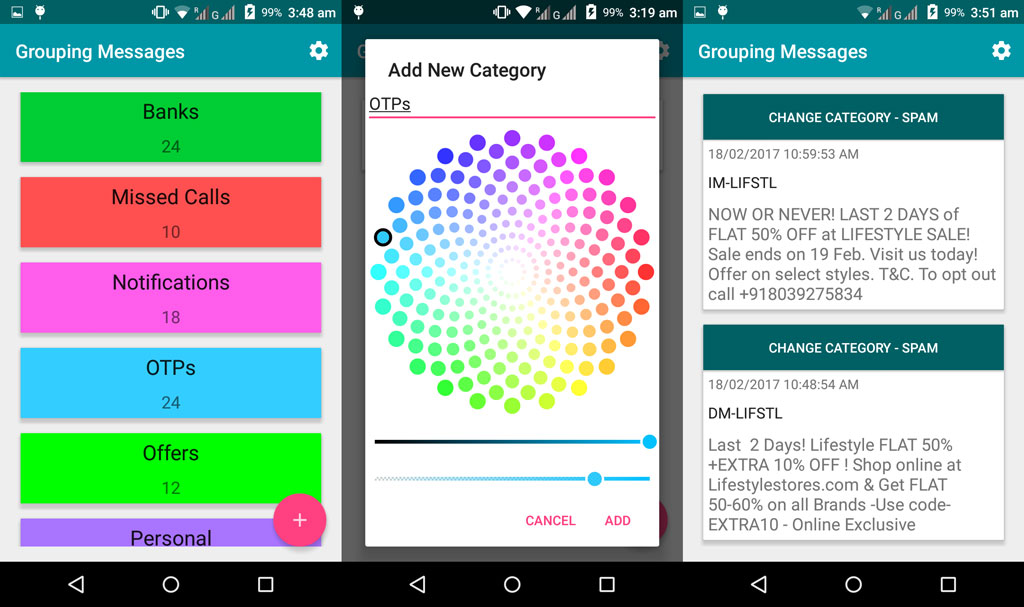 99% 3:48 am
Grouping Messages
Banks
24
Missed Calls
10
Notifications
18
OTPs
24
Offers
12
Personal
+
99% 3:19 am
Add New Category
OTPs
CANCEL ADD
99% 3:51 am
Grouping Messages
CHANGE CATEGORY - SPAM
18/02/2017 10:59:53 AM
IM-LIFSTL
NOW OR NEVER! LAST 2 DAYS of
FLAT 50% OFF at LIFESTYLE SALE!
Sale ends on 19 Feb. Visit us today!
Offer on select styles. T&C. To opt out
call +918039275834
CHANGE CATEGORY - SPAM
18/02/2017 10:48:54 AM
DM-LIFSTL
Last 2 Days! Lifestyle FLAT 50%
+EXTRA 10% OFF ! Shop online at
Lifestylestores.com & Get FLAT
50-60% on all Brands -Use code-
EXTRA10 - Online Exclusive